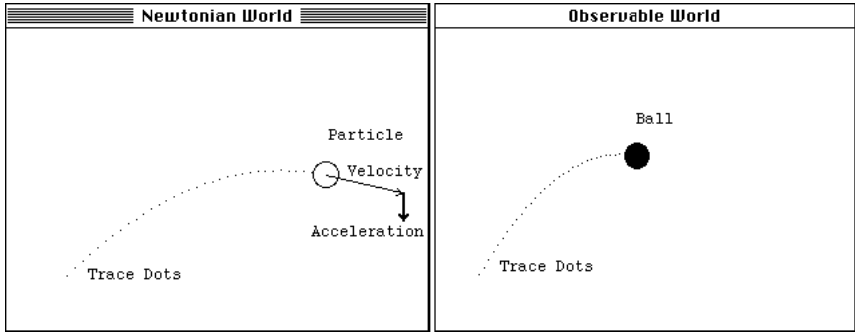 Newtonian World
Particle
Velocity
Acceleration
Trace Dots
Observable World
Ball
Trace Dots